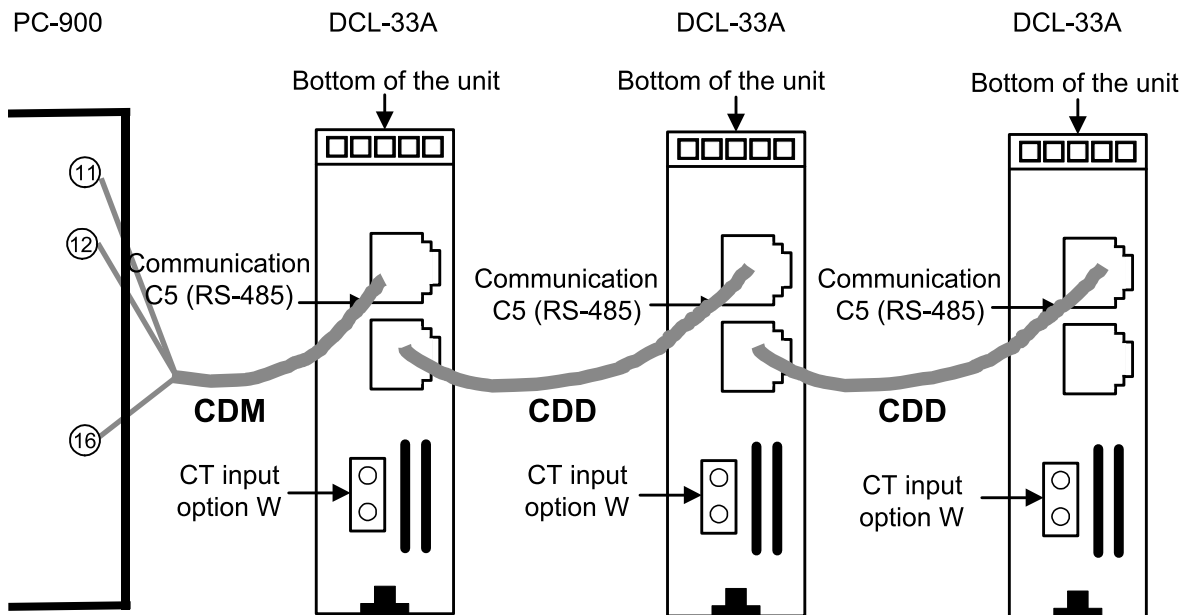 PC-900
DCL-33A
DCL-33A
DCL-33A
Bottom of the unit
Bottom of the unit
Bottom of the unit
11
12
16
Communication
C5 (RS-485)
Communication
C5 (RS-485)
Communication
C5 (RS-485)
CDM
CDD
CDD
CT input
option W
CT input
option W
CT input
option W